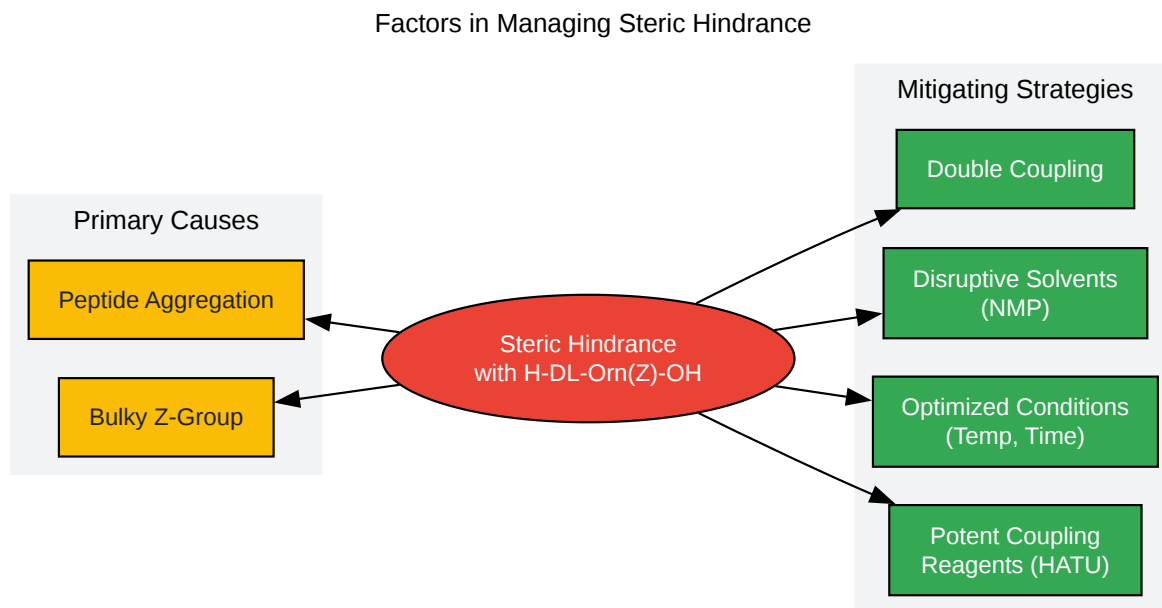 Factors in Managing Steric Hindrance
Primary Causes
Peptide Aggregation
Bulky Z-Group
Steric Hindrance
with H-DL-Orn(Z)-OH
Mitigating Strategies
Double Coupling
Disruptive Solvents
(NMP)
Optimized Conditions
(Temp, Time)
Potent Coupling
Reagents (HATU)